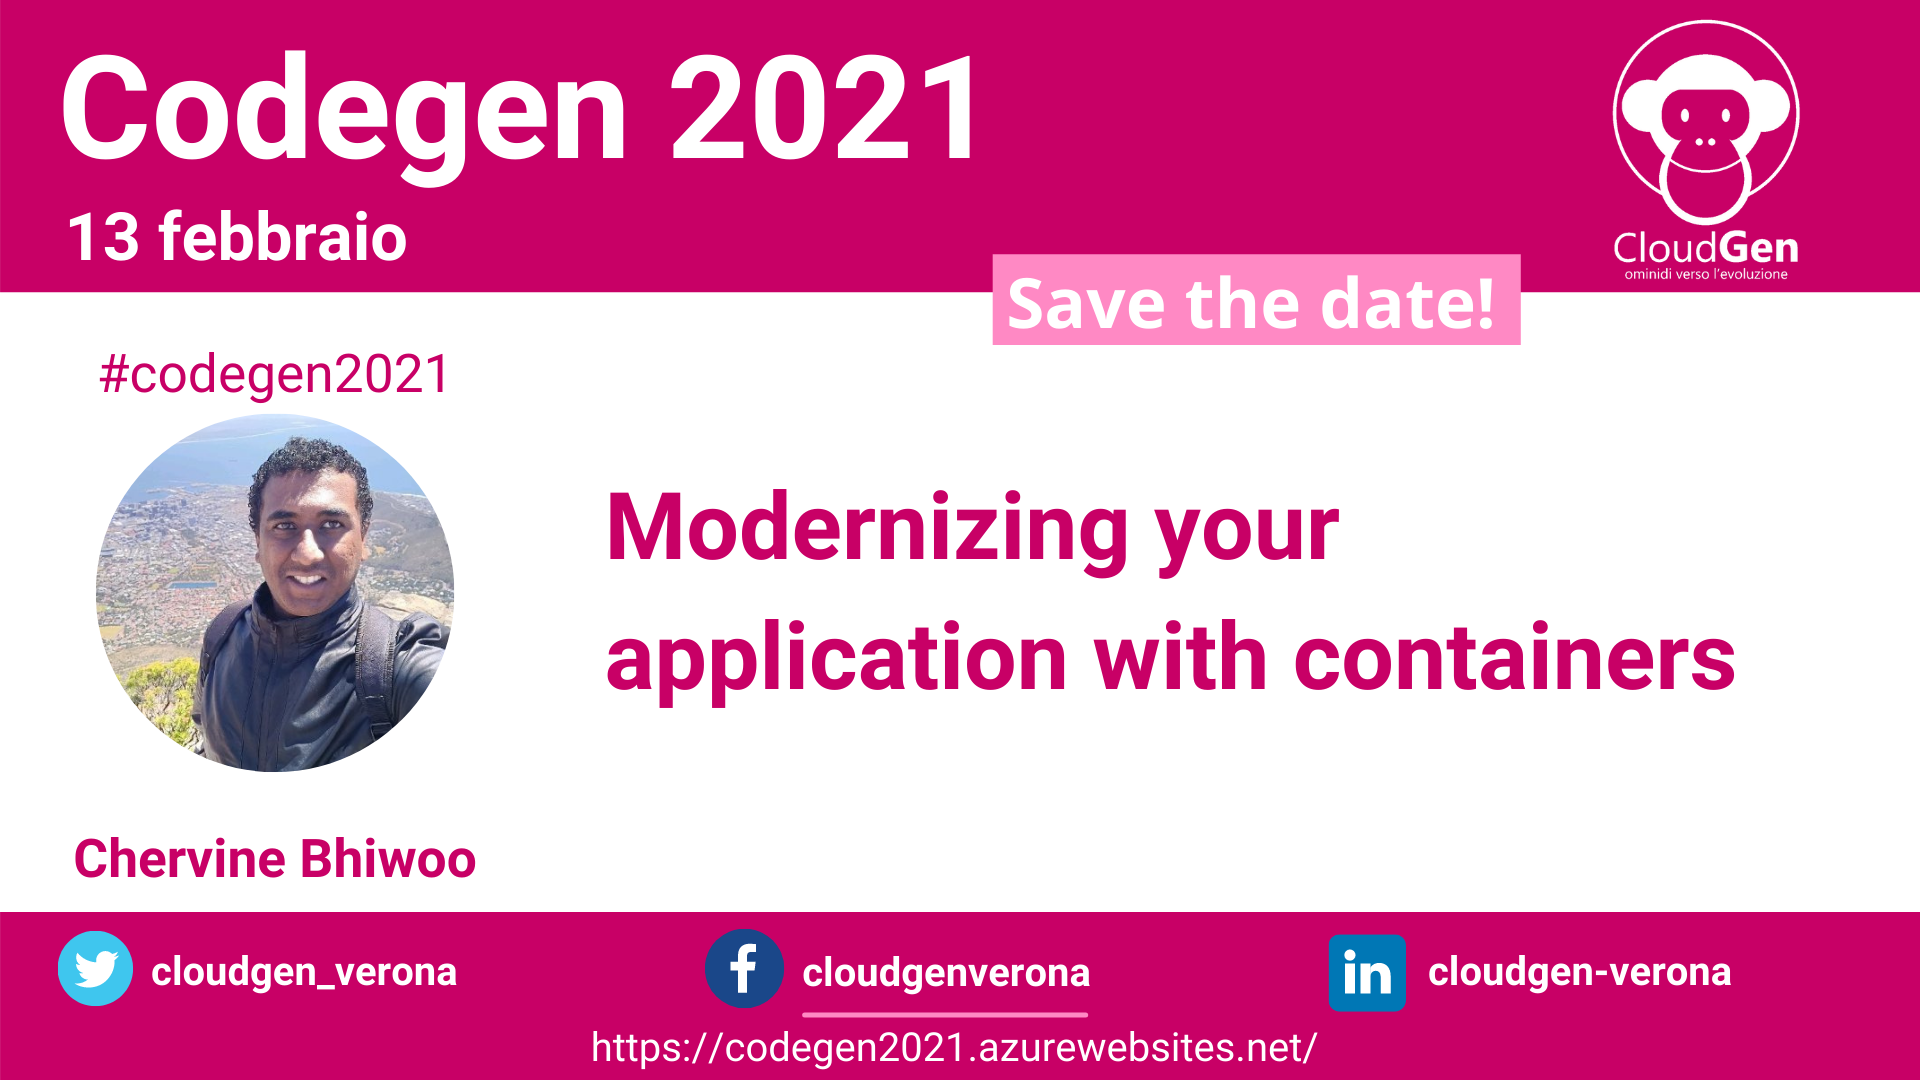 Codegen 2021
13 febbraio
CloudGen
ominidi verso l'evoluzione
Save the date!
#codegen2021
Modernizing your
application with containers
Chervine Bhiwoo
cloudgen_verona
f cloudgenverona
in cloudgen-verona
https://codegen2021.azurewebsites.net/